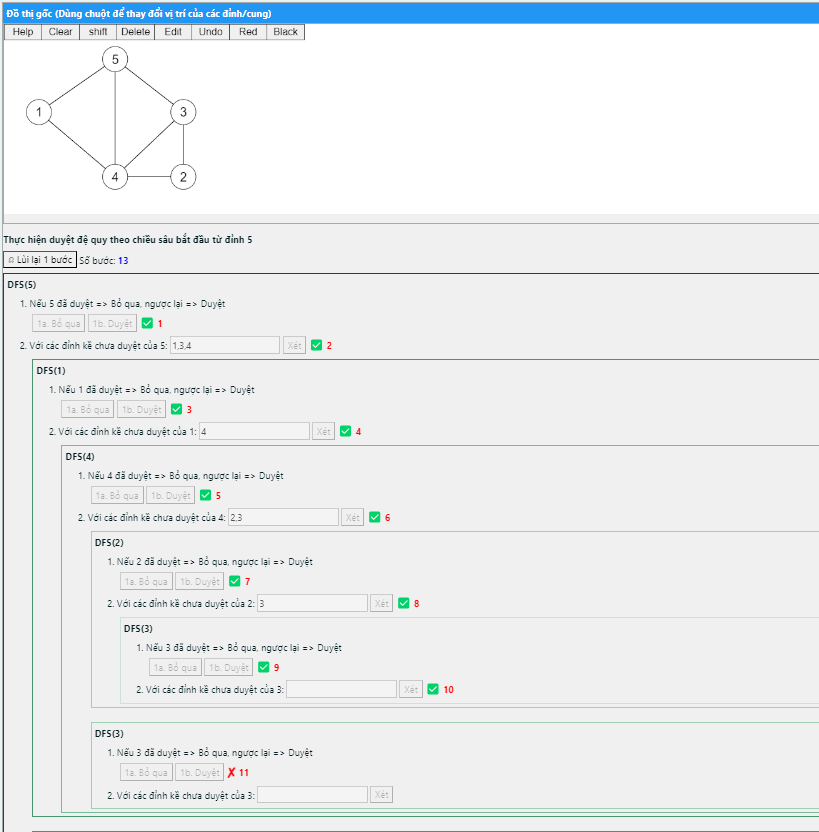 Đồ thị gốc (Dùng chuột để thay đổi vị trí của các đỉnh/cung)
Help Clear shift Delete Edit Undo Red Black
5
1
3
4
2
Thực hiện duyệt đệ quy theo chiều sâu bắt đầu từ đỉnh 5
Lùi lại 1 bước Số bước: 13
DFS(5)
1. Nếu 5 đã duyệt => Bỏ qua, ngược lại => Duyệt
1a. Bỏ qua 1b. Duyệt 1
2. Với các đỉnh kề chưa duyệt của 5: 1,3,4 Xét 2
DFS(1)
1. Nếu 1 đã duyệt => Bỏ qua, ngược lại => Duyệt
1a. Bỏ qua 1b. Duyệt 3
2. Với các đỉnh kề chưa duyệt của 1: 4 Xét 4
DFS(4)
1. Nếu 4 đã duyệt => Bỏ qua, ngược lại => Duyệt
1a. Bỏ qua 1b. Duyệt 5
2. Với các đỉnh kề chưa duyệt của 4: 2,3 Xét 6
DFS(2)
1. Nếu 2 đã duyệt => Bỏ qua, ngược lại => Duyệt
1a. Bỏ qua 1b. Duyệt 7
2. Với các đỉnh kề chưa duyệt của 2: 3 Xét 8
DFS(3)
1. Nếu 3 đã duyệt => Bỏ qua, ngược lại => Duyệt
1a. Bỏ qua 1b. Duyệt 9
2. Với các đỉnh kề chưa duyệt của 3: Xét 10
DFS(3)
1. Nếu 3 đã duyệt => Bỏ qua, ngược lại => Duyệt
1a. Bỏ qua 1b. Duyệt ✗ 11
2. Với các đỉnh kề chưa duyệt của 3: Xét